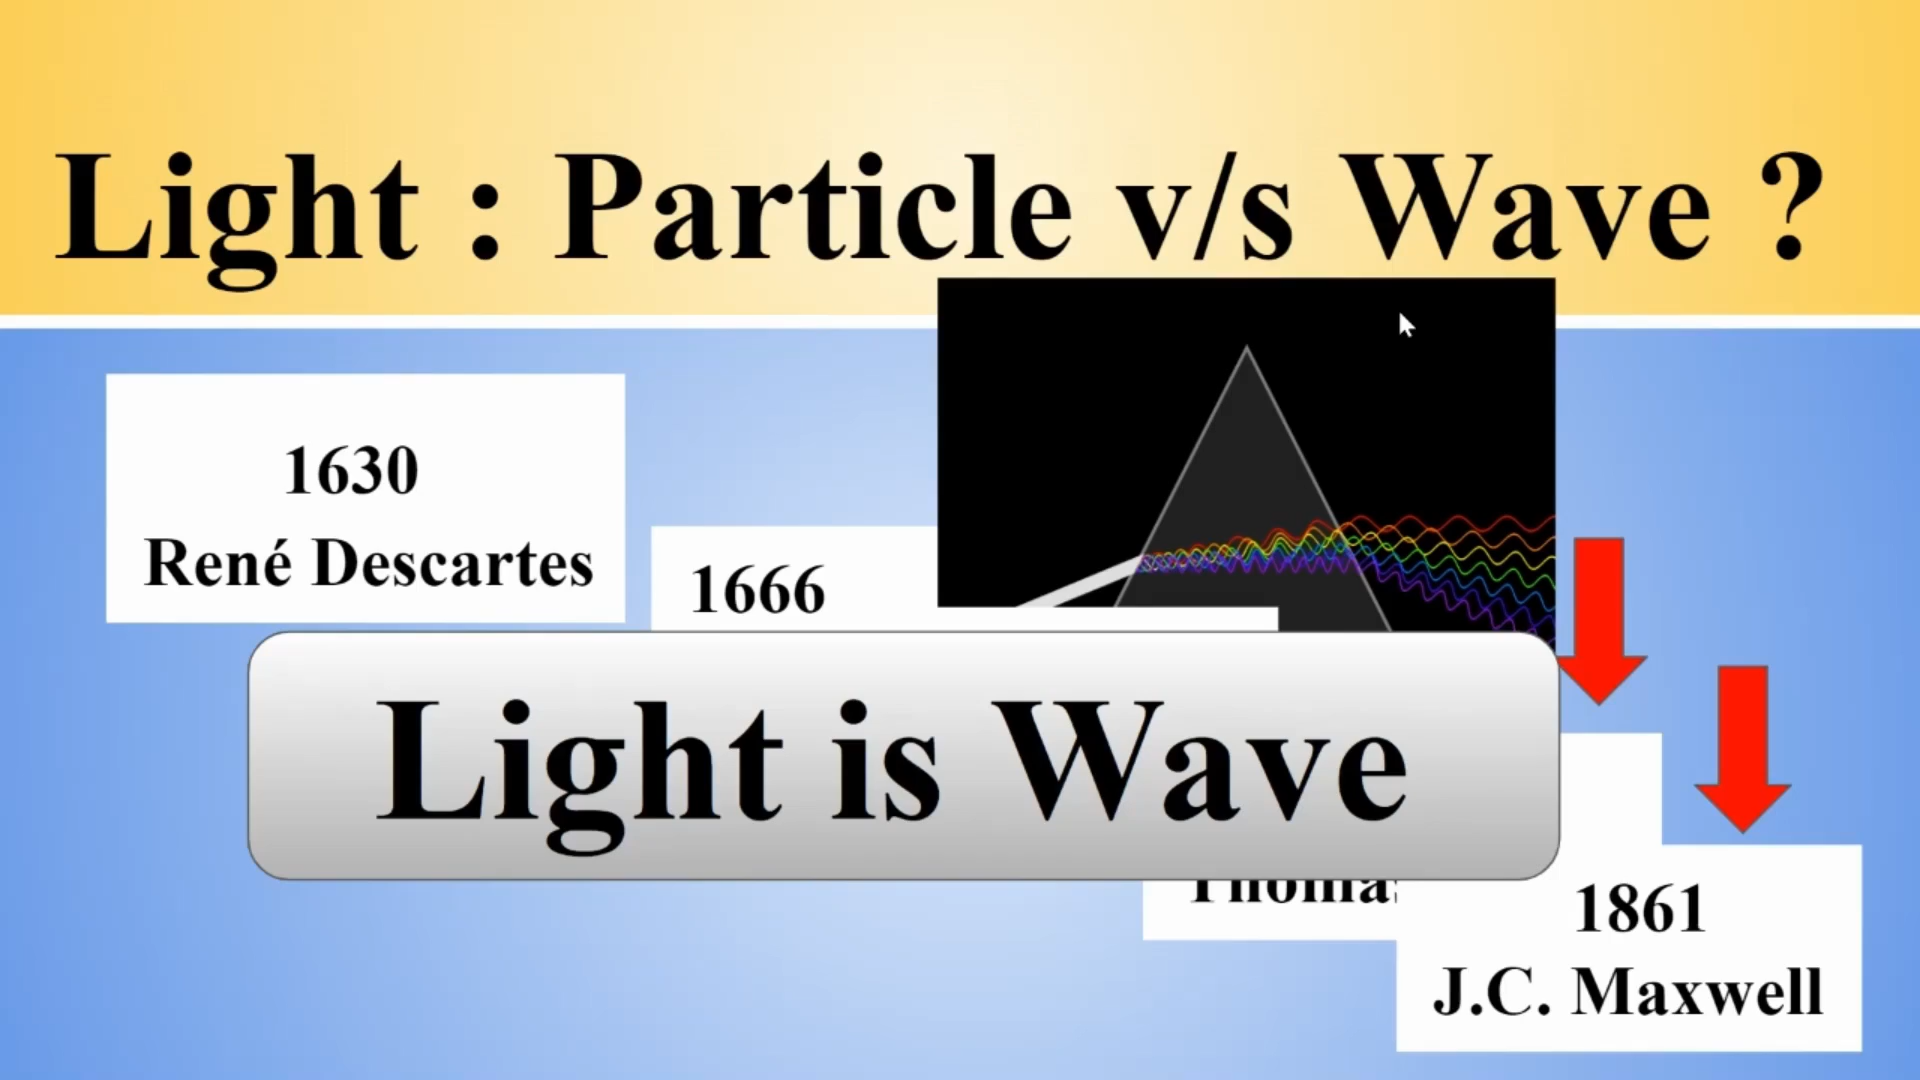 Light : Particle v/s Wave ?
1630
René Descartes
1666
Light is Wave
1861
J.C. Maxwell